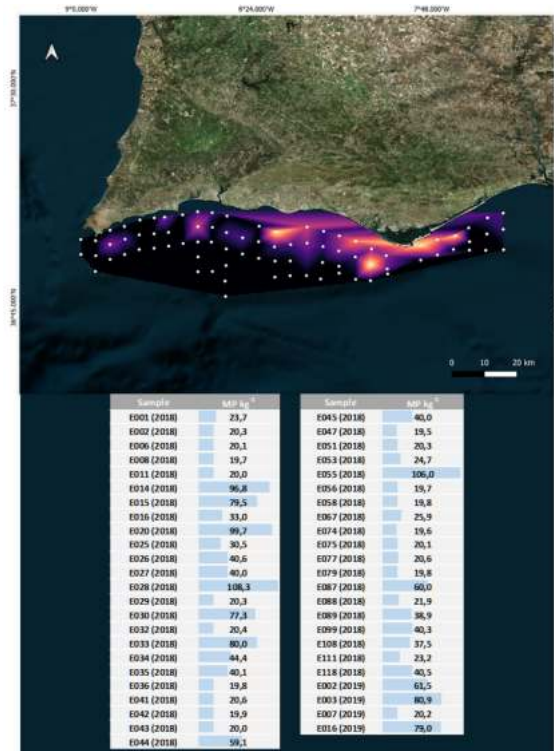 9°0,000'W 8°24,000'W 7°48,000'W
37°30,000'N
36°45,000'N
0 10 20 km
Sample MP kg⁻¹
E001 (2018) 23,7
E002 (2018) 20,3
E006 (2018) 20,1
E008 (2018) 19,7
E011 (2018) 20,0
E014 (2018) 96,8
E015 (2018) 79,5
E016 (2018) 33,0
E020 (2018) 99,7
E025 (2018) 30,5
E026 (2018) 40,6
E027 (2018) 40,0
E028 (2018) 108,3
E029 (2018) 20,3
E030 (2018) 77,3
E032 (2018) 20,4
E033 (2018) 80,0
E034 (2018) 44,4
E035 (2018) 40,1
E036 (2018) 19,8
E041 (2018) 20,6
E042 (2018) 19,9
E043 (2018) 20,0
E044 (2018) 59,1
Sample MP kg⁻¹
E045 (2018) 40,0
E047 (2018) 19,5
E051 (2018) 20,3
E053 (2018) 24,7
E055 (2018) 106,0
E056 (2018) 19,7
E058 (2018) 19,8
E067 (2018) 25,9
E074 (2018) 19,6
E075 (2018) 20,1
E077 (2018) 20,6
E079 (2018) 19,8
E087 (2018) 60,0
E088 (2018) 21,9
E089 (2018) 38,9
E099 (2018) 40,3
E108 (2018) 37,5
E111 (2018) 23,2
E118 (2018) 40,5
E002 (2019) 61,5
E003 (2019) 80,9
E007 (2019) 20,2
E016 (2019) 79,0